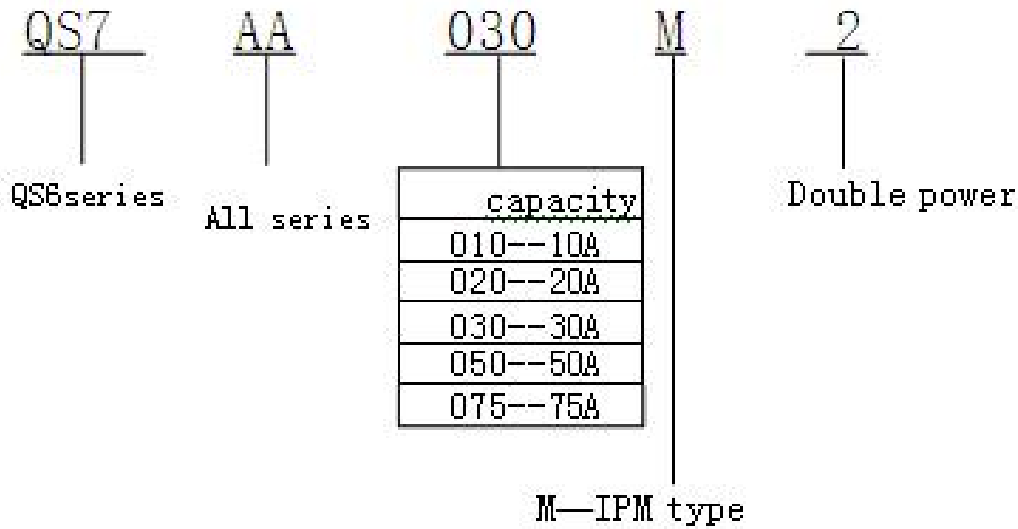 QS7 AA 030 M 2
QS6series
All series
Double power
capacity
010--10A
020--20A
030--30A
050--50A
075--75A
M—IPM type